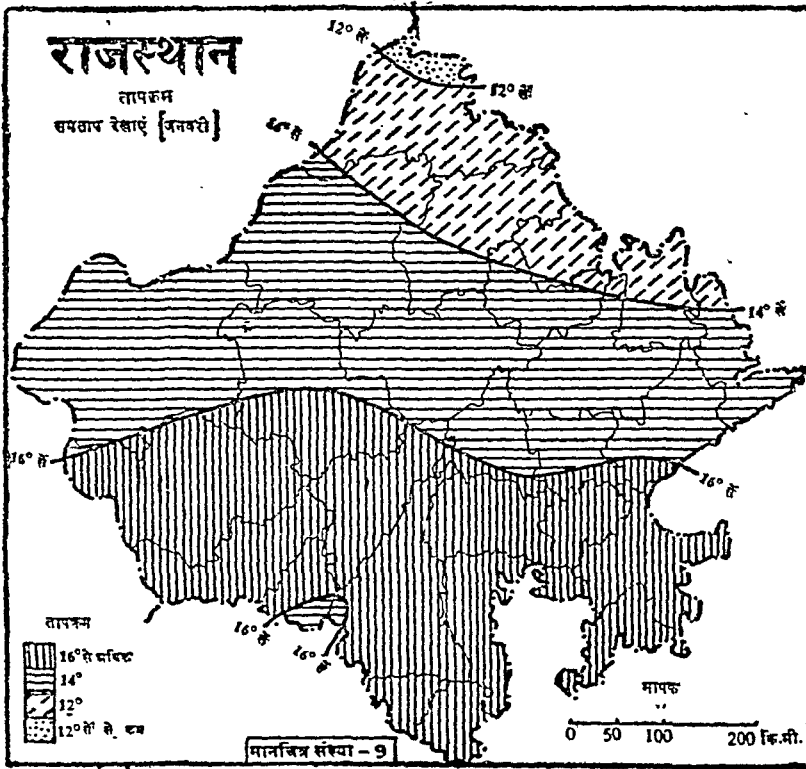 राजस्थान
तापक्रम
समताप रेखाएं [जनवरी]
12° से
12° से
14° से
14° से
16° सें
16° सें
16° सें
16° सें
तापक्रम
16° से अधिक
14°
12°
12° सें से कम
मापक
0 50 100 200 कि.मी.
मानचित्र संख्या - 9